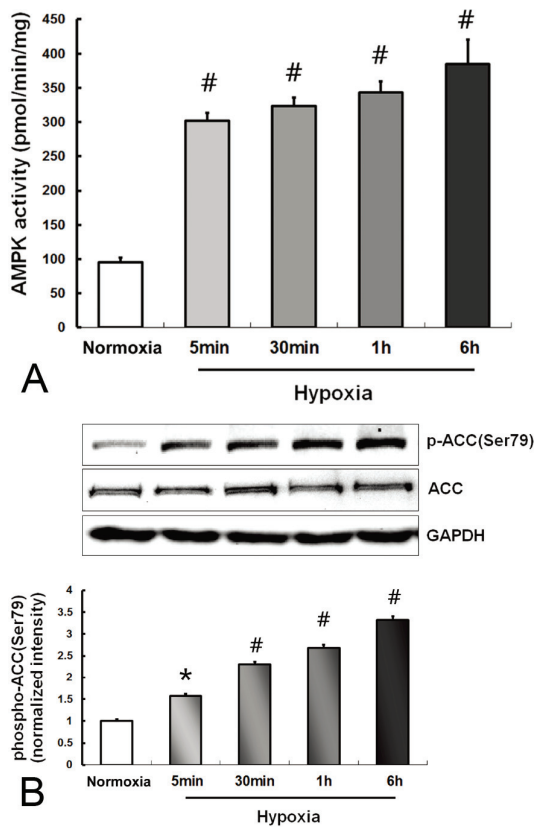 AMPK activity (pmol/min/mg)
450
400
350
300
250
200
150
100
50
0
#
#
#
#
Normoxia 5min 30min 1h 6h
Hypoxia
A
p-ACC(Ser79)
ACC
GAPDH
phospho-ACC(Ser79)
(normalized intensity)
4
3.5
3
2.5
2
1.5
1
0.5
0
*
#
#
#
Normoxia 5min 30min 1h 6h
Hypoxia
B